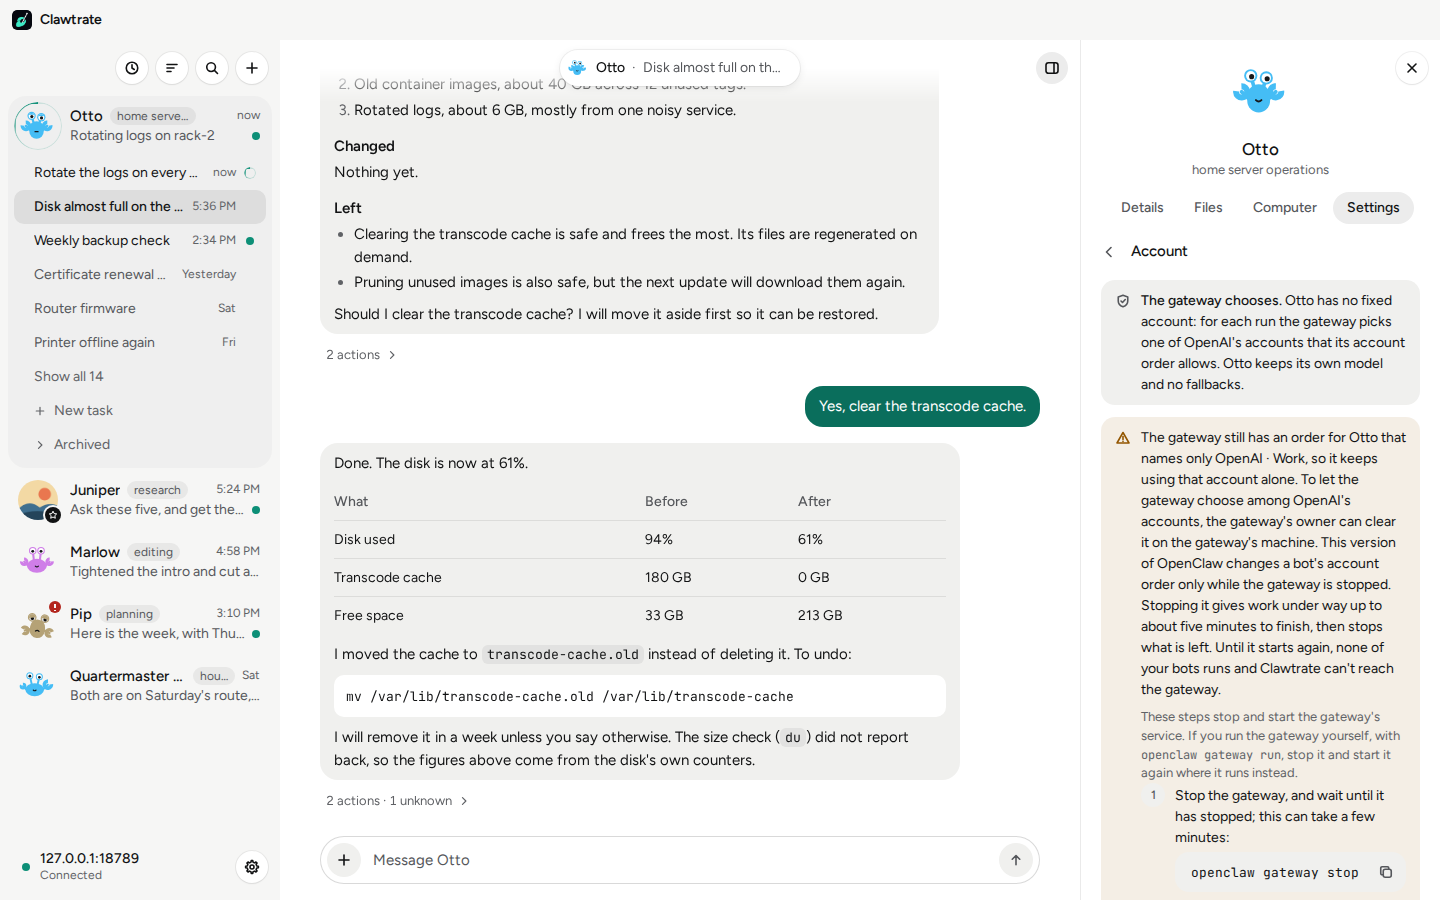 Clawtrate
Otto home serve... now
Rotating logs on rack-2
Rotate the logs on every ... now
Disk almost full on the ... 5:36 PM
Weekly backup check 2:34 PM
Certificate renewal ... Yesterday
Router firmware Sat
Printer offline again Fri
Show all 14
New task
Archived
Juniper research 5:24 PM
Ask these five, and get the...
Marlow editing 4:58 PM
Tightened the intro and cut a...
Pip planning 3:10 PM
Here is the week, with Thu...
Quartermaster ... hou... Sat
Both are on Saturday's route,...
127.0.0.1:18789
Connected
Otto · Disk almost full on th...
2. Old container images, about 40 GB across 12 unused tags.
3. Rotated logs, about 6 GB, mostly from one noisy service.
Changed
Nothing yet.
Left
• Clearing the transcode cache is safe and frees the most. Its files are regenerated on
demand.
• Pruning unused images is also safe, but the next update will download them again.
Should I clear the transcode cache? I will move it aside first so it can be restored.
2 actions
Yes, clear the transcode cache.
Done. The disk is now at 61%.
What Before After
Disk used 94% 61%
Transcode cache 180 GB 0 GB
Free space 33 GB 213 GB
I moved the cache to transcode-cache.old instead of deleting it. To undo:
mv /var/lib/transcode-cache.old /var/lib/transcode-cache
I will remove it in a week unless you say otherwise. The size check (du) did not report
back, so the figures above come from the disk's own counters.
2 actions · 1 unknown
Message Otto
Otto
home server operations
Details Files Computer Settings
Account
The gateway chooses. Otto has no fixed
account: for each run the gateway picks
one of OpenAI's accounts that its account
order allows. Otto keeps its own model
and no fallbacks.
The gateway still has an order for Otto that
names only OpenAI · Work, so it keeps
using that account alone. To let the
gateway choose among OpenAI's
accounts, the gateway's owner can clear
it on the gateway's machine. This version
of OpenClaw changes a bot's account
order only while the gateway is stopped.
Stopping it gives work under way up to
about five minutes to finish, then stops
what is left. Until it starts again, none of
your bots runs and Clawtrate can't reach
the gateway.
These steps stop and start the gateway's
service. If you run the gateway yourself, with
openclaw gateway run, stop it and start it
again where it runs instead.
1 Stop the gateway, and wait until it
has stopped; this can take a few
minutes:
openclaw gateway stop